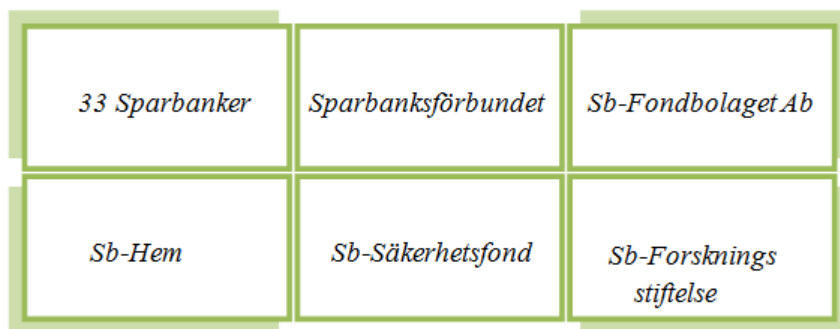 33 Sparbanker
Sparbanksförbundet
Sb-Fondbolaget Ab
Sb-Hem
Sb-Säkerhetsfond
Sb-Forsknings
stiftelse